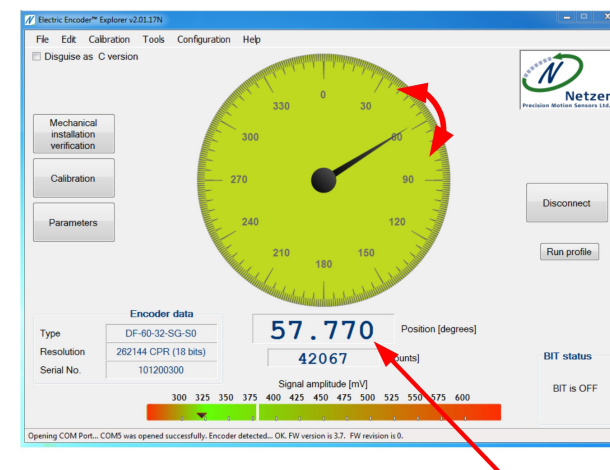 Electric Encoder™ Explorer v2.01.17N
File Edit Calibration Tools Configuration Help
Disguise as C version
Mechanical
installation
verification
Calibration
Parameters
0
30
60
90
120
150
180
210
240
270
300
330
Netzer
Precision Motion Sensors Ltd.
Disconnect
Run profile
Encoder data
Type DF-60-32-SG-S0
Resolution 262144 CPR (18 bits)
Serial No. 101200300
57.770 Position [degrees]
42067
Signal amplitude [mV]
300 325 350 375 400 425 450 475 500 525 550 575 600
BIT status
BIT is OFF
Opening COM Port... COM5 was opened successfully. Encoder detected... OK. FW version is 3.7. FW revision is 0.